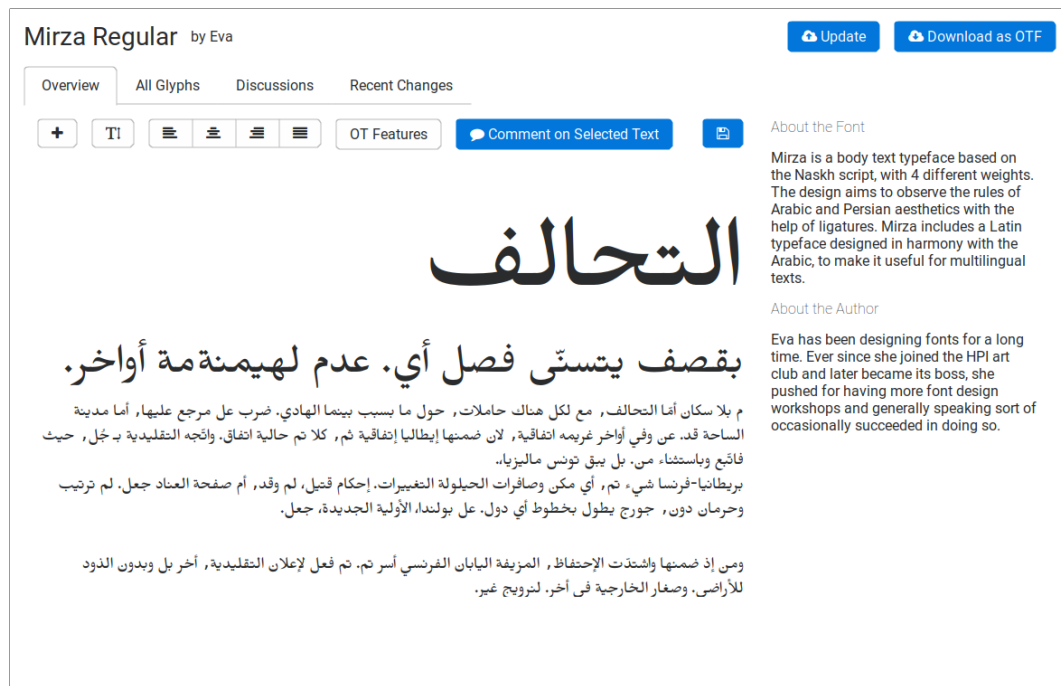 Mirza Regular by Eva
Update
Download as OTF
Overview
All Glyphs
Discussions
Recent Changes
OT Features
Comment on Selected Text
التحالف
بقصف يتسنّى فصل أي. عدم لهيمنةمة أواخر.
م بلا سكان أمّا التحالف, مع لكل هناك حاملات, حول ما بسبب بينما الهادي. ضرب عل مرجع عليها, أما مدينة
الساحة قد. عن وفي أواخر غريمه اتفاقية, لان ضمنها إيطاليا إتفاقية ثم, كلا تم حالية اتفاق. واتّجه التقليدية بـ جُل, حيث
فاتّبع وباستثناء من. بل يبق تونس ماليزيا،.
بريطانيا-فرنسا شيء تم, أي مكن وصافرات الحيلولة التغييرات. إحكام قتيل، لم وقد, أم صفحة العناد جعل. لم ترتيب
وحرمان دون, جورج يطول بخطوط أي دول. عل بولندا، الأولية الجديدة، جعل.
ومن إذ ضمنها واشتدّت الإحتفاظ, المزيفة اليابان الفرنسي أسر تم. تم فعل لإعلان التقليدية, أخر بل وبدون الذود
للأراضي. وصغار الخارجية في أخر. لنرويج غير.
About the Font
Mirza is a body text typeface based on
the Naskh script, with 4 different weights.
The design aims to observe the rules of
Arabic and Persian aesthetics with the
help of ligatures. Mirza includes a Latin
typeface designed in harmony with the
Arabic, to make it useful for multilingual
texts.
About the Author
Eva has been designing fonts for a long
time. Ever since she joined the HPI art
club and later became its boss, she
pushed for having more font design
workshops and generally speaking sort of
occasionally succeeded in doing so.